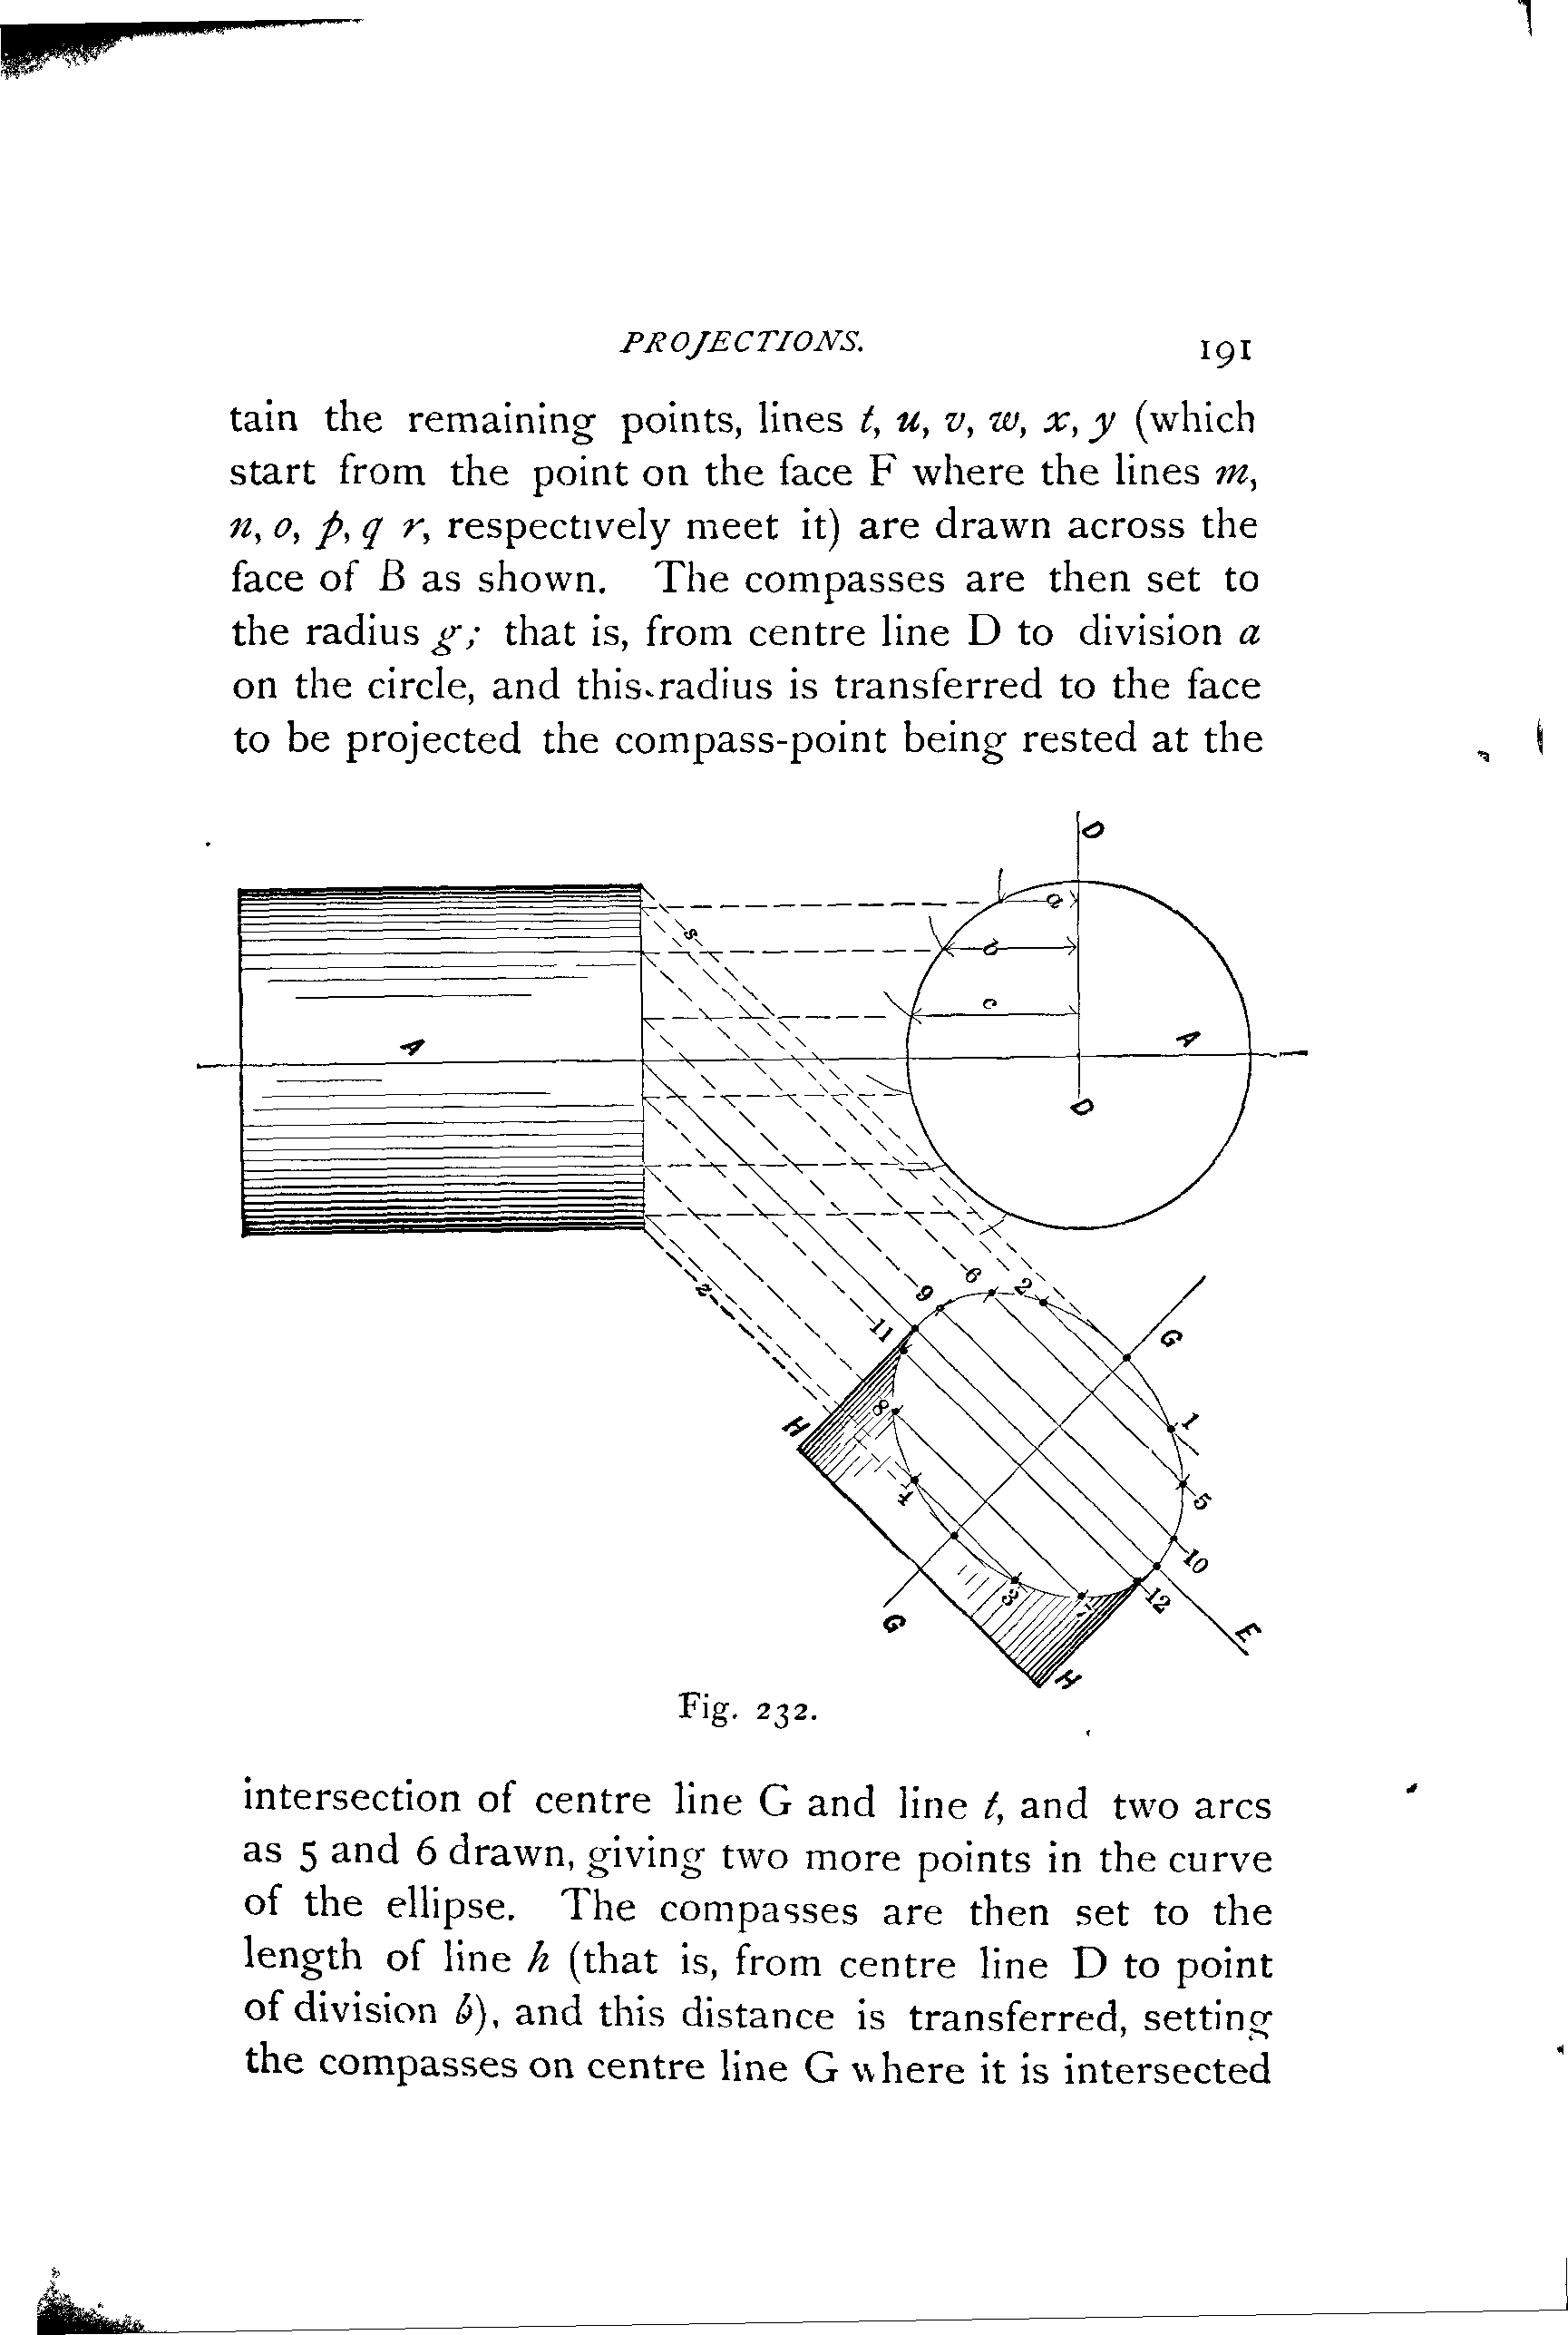 PROJECTIONS. 191
tain the remaining points, lines t, u, v, w, x, y (which
start from the point on the face F where the lines m,
n, o, p, q r, respectively meet it) are drawn across the
face of B as shown. The compasses are then set to
the radius g; that is, from centre line D to division a
on the circle, and this radius is transferred to the face
to be projected the compass-point being rested at the
D
a
s
b
c
A
A
D
z
6
2
9
11
G
H
8
1
4
5
10
3
7
12
G
E
H
Fig. 232.
intersection of centre line G and line t, and two arcs
as 5 and 6 drawn, giving two more points in the curve
of the ellipse. The compasses are then set to the
length of line h (that is, from centre line D to point
of division b), and this distance is transferred, setting
the compasses on centre line G where it is intersected